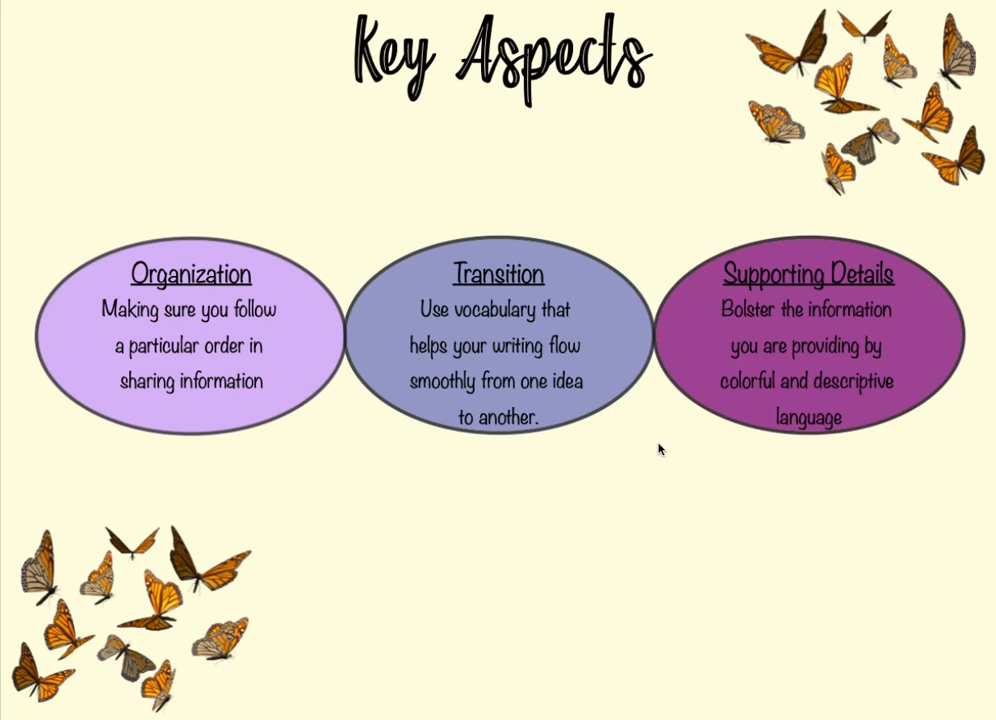 Key Aspects
Organization
Making sure you follow
a particular order in
sharing information
Transition
Use vocabulary that
helps your writing flow
smoothly from one idea
to another.
Supporting Details
Bolster the information
you are providing by
colorful and descriptive
language